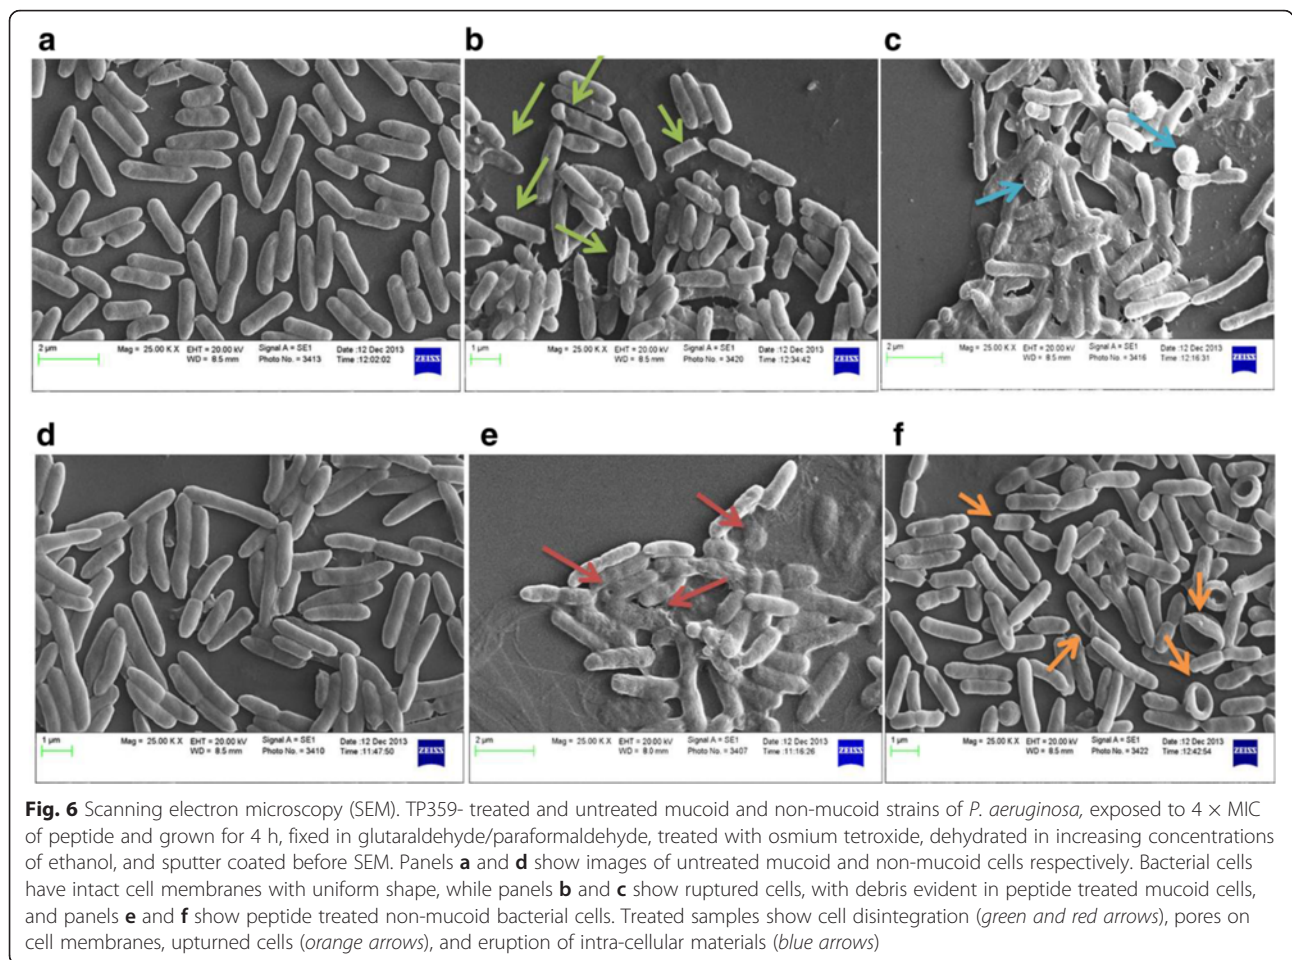 a
b
c
2 µm
Mag = 25.00 K X EHT = 20.00 kV Signal A = SE1 Date :12 Dec 2013
WD = 8.5 mm Photo No. = 3413 Time :12:02:02
ZEISS
1 µm
Mag = 25.00 K X EHT = 20.00 kV Signal A = SE1 Date :12 Dec 2013
WD = 8.5 mm Photo No. = 3420 Time :12:34:42
ZEISS
2 µm
Mag = 25.00 K X EHT = 20.00 kV Signal A = SE1 Date :12 Dec 2013
WD = 8.5 mm Photo No. = 3416 Time :12:16:31
ZEISS
d
e
f
1 µm
Mag = 25.00 K X EHT = 20.00 kV Signal A = SE1 Date :12 Dec 2013
WD = 8.5 mm Photo No. = 3410 Time :11:47:50
ZEISS
2 µm
Mag = 25.00 K X EHT = 20.00 kV Signal A = SE1 Date :12 Dec 2013
WD = 8.0 mm Photo No. = 3407 Time :11:16:26
ZEISS
1 µm
Mag = 25.00 K X EHT = 20.00 kV Signal A = SE1 Date :12 Dec 2013
WD = 8.5 mm Photo No. = 3422 Time :12:42:54
ZEISS
Fig. 6 Scanning electron microscopy (SEM). TP359- treated and untreated mucoid and non-mucoid strains of P. aeruginosa, exposed to 4 × MIC
of peptide and grown for 4 h, fixed in glutaraldehyde/paraformaldehyde, treated with osmium tetroxide, dehydrated in increasing concentrations
of ethanol, and sputter coated before SEM. Panels a and d show images of untreated mucoid and non-mucoid cells respectively. Bacterial cells
have intact cell membranes with uniform shape, while panels b and c show ruptured cells, with debris evident in peptide treated mucoid cells,
and panels e and f show peptide treated non-mucoid bacterial cells. Treated samples show cell disintegration (green and red arrows), pores on
cell membranes, upturned cells (orange arrows), and eruption of intra-cellular materials (blue arrows)